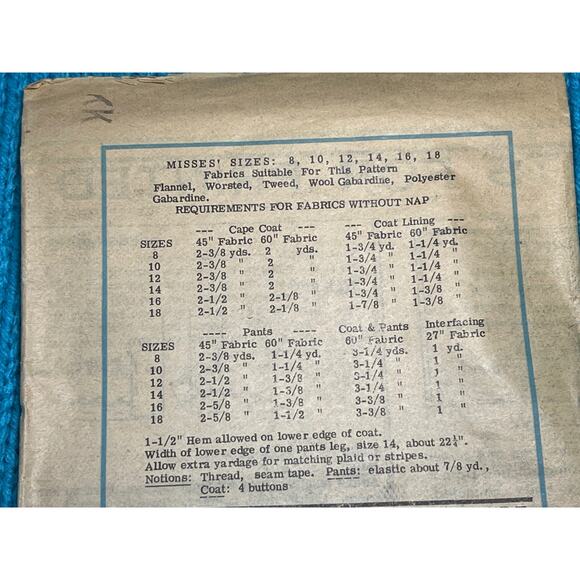 MISSES' SIZES: 8, 10, 12, 14, 16, 18
Fabrics Suitable For This Pattern
Flannel, Worsted, Tweed, Wool Gabardine, Polyester
Gabardine.
REQUIREMENTS FOR FABRICS WITHOUT NAP
--- Cape Coat --- --- Coat Lining ---
SIZES 45" Fabric 60" Fabric 45" Fabric 60" Fabric
8 2-3/8 yds. 2 yds. 1-3/4 yd. 1-1/4 yd.
10 2-3/8 " 2 " 1-3/4 " 1-1/4 "
12 2-3/8 " 2 " 1-3/4 " 1-1/4 "
14 2-3/8 " 2 " 1-3/4 " 1-1/4 "
16 2-1/2 " 2-1/8 " 1-3/4 " 1-3/8 "
18 2-1/2 " 2-1/8 " 1-7/8 " 1-3/8 "
---- Pants ---- Coat & Pants Interfacing
SIZES 45" Fabric 60" Fabric 60" Fabric 27" Fabric
8 2-3/8 yds. 1-1/4 yd. 3-1/4 yds. 1 yd.
10 2-3/8 " 1-1/4 " 3-1/4 " 1 "
12 2-1/2 " 1-3/8 " 3-1/4 " 1 "
14 2-1/2 " 1-3/8 " 3-1/4 " 1 "
16 2-5/8 " 1-3/8 " 3-3/8 " 1 "
18 2-5/8 " 1-1/2 " 3-3/8 " 1 "
1-1/2" Hem allowed on lower edge of coat.
Width of lower edge of one pants leg, size 14, about 22¼".
Allow extra yardage for matching plaid or stripes.
Notions: Thread, seam tape. Pants: elastic about 7/8 yd.,
Coat: 4 buttons